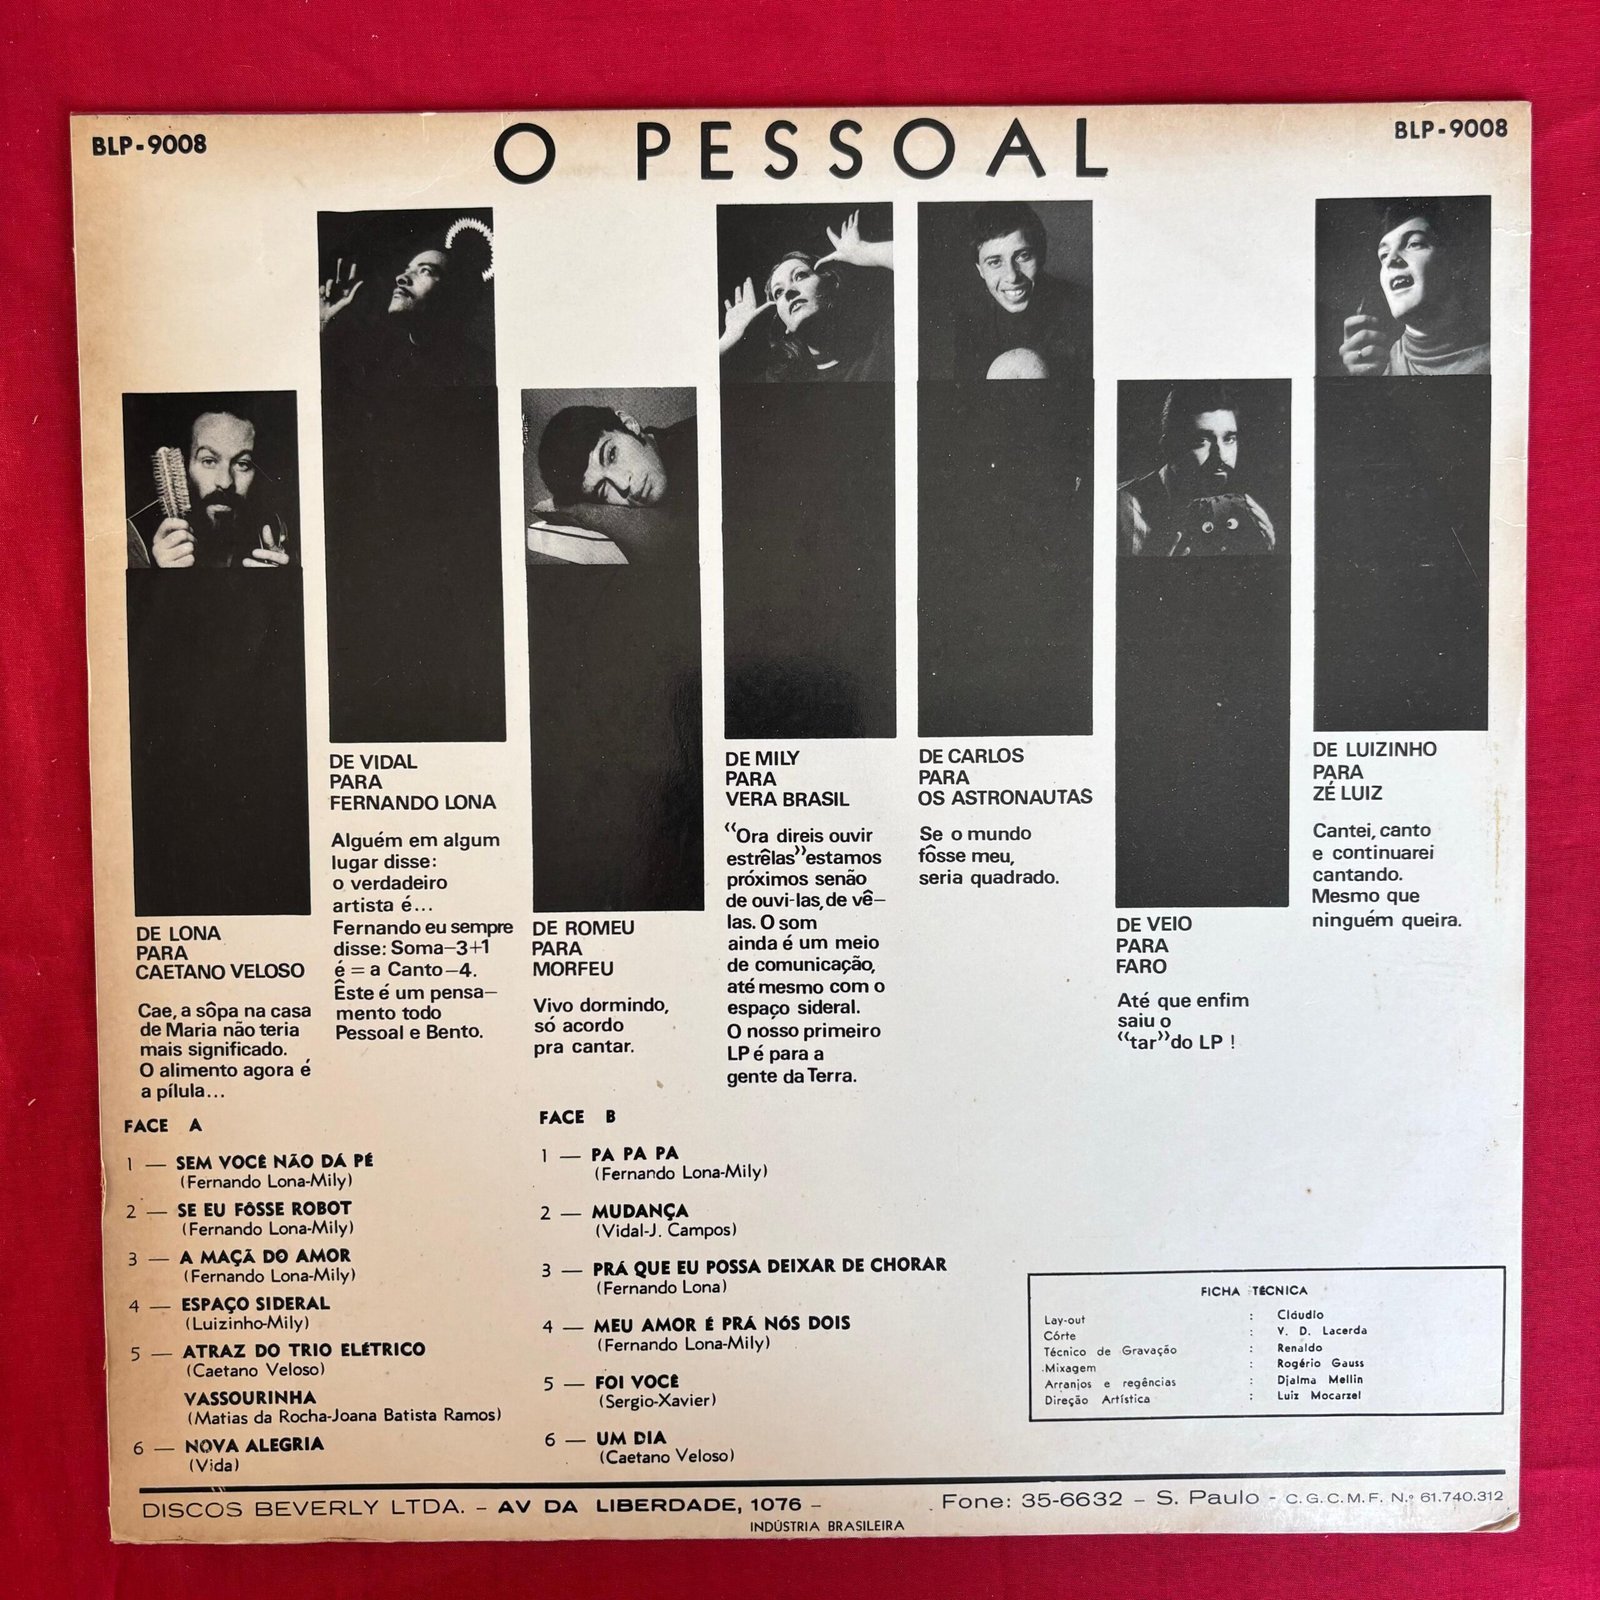 BLP-9008
O PESSOAL
BLP-9008
DE LONA
PARA
CAETANO VELOSO
Cae, a sôpa na casa
de Maria não teria
mais significado.
O alimento agora é
a pílula...
DE VIDAL
PARA
FERNANDO LONA
Alguém em algum
lugar disse:
o verdadeiro
artista é...
Fernando eu sempre
disse: Soma-3+1
é = a Canto-4.
Êste é um pensa-
mento todo
Pessoal e Bento.
DE ROMEU
PARA
MORFEU
Vivo dormindo,
só acordo
pra cantar.
DE MILY
PARA
VERA BRASIL
"Ora direis ouvir
estrêlas" estamos
próximos senão
de ouvi-las, de vê-
las. O som
ainda é um meio
de comunicação,
até mesmo com o
espaço sideral.
O nosso primeiro
LP é para a
gente da Terra.
DE CARLOS
PARA
OS ASTRONAUTAS
Se o mundo
fôsse meu,
seria quadrado.
DE VEIO
PARA
FARO
Até que enfim
saiu o
"tar" do LP !
DE LUIZINHO
PARA
ZÉ LUIZ
Cantei, canto
e continuarei
cantando.
Mesmo que
ninguém queira.
FACE A
1 — SEM VOCÊ NÃO DÁ PÉ
(Fernando Lona-Mily)
2 — SE EU FÔSSE ROBOT
(Fernando Lona-Mily)
3 — A MAÇÃ DO AMOR
(Fernando Lona-Mily)
4 — ESPAÇO SIDERAL
(Luizinho-Mily)
5 — ATRAZ DO TRIO ELÉTRICO
(Caetano Veloso)
VASSOURINHA
(Matias da Rocha-Joana Batista Ramos)
6 — NOVA ALEGRIA
(Vida)
FACE B
1 — PA PA PA
(Fernando Lona-Mily)
2 — MUDANÇA
(Vidal-J. Campos)
3 — PRÁ QUE EU POSSA DEIXAR DE CHORAR
(Fernando Lona)
4 — MEU AMOR É PRÁ NÓS DOIS
(Fernando Lona-Mily)
5 — FOI VOCÊ
(Sergio-Xavier)
6 — UM DIA
(Caetano Veloso)
FICHA TÉCNICA
Lay-out : Cláudio
Córte : V. D. Lacerda
Técnico de Gravação : Renaldo
Mixagem : Rogério Gauss
Arranjos e regências : Djalma Mellin
Direção Artística : Luiz Mocarzel
DISCOS BEVERLY LTDA. - AV DA LIBERDADE, 1076 - Fone: 35-6632 - S. Paulo - C.G.C.M.F. N.º 61.740.312
INDÚSTRIA BRASILEIRA